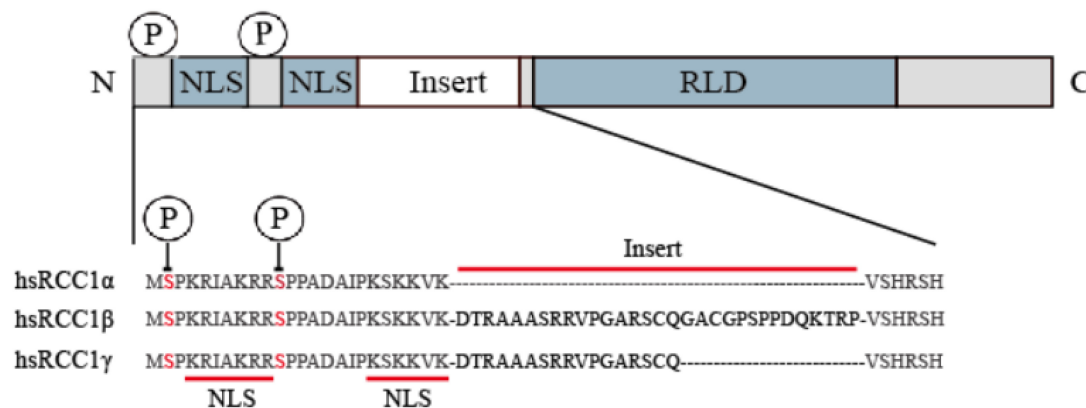 P P
N NLS NLS Insert RLD C
P P
Insert
hsRCC1α MSPKRIAKRRSPPADAIPKSKKVK---------------------------------VSHRSH
hsRCC1β MSPKRIAKRRSPPADAIPKSKKVK-DTRAAASRRVPGARSCQGACGPSPPDQKTRP-VSHRSH
hsRCC1γ MSPKRIAKRRSPPADAIPKSKKVK-DTRAAASRRVPGARSCQ---------------VSHRSH
NLS NLS